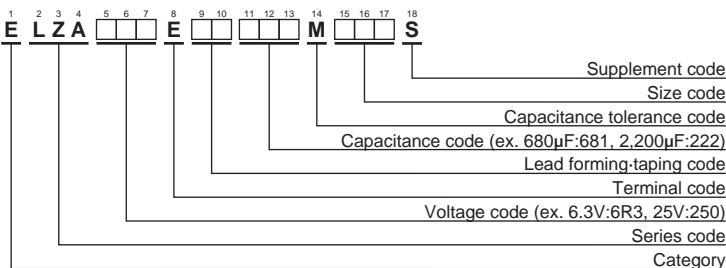 1 2 3 4 5 6 7 8 9 10 11 12 13 14 15 16 17 18
E L Z A E M S
Supplement code
Size code
Capacitance tolerance code
Capacitance code (ex. 680µF:681, 2,200µF:222)
Lead forming·taping code
Terminal code
Voltage code (ex. 6.3V:6R3, 25V:250)
Series code
Category